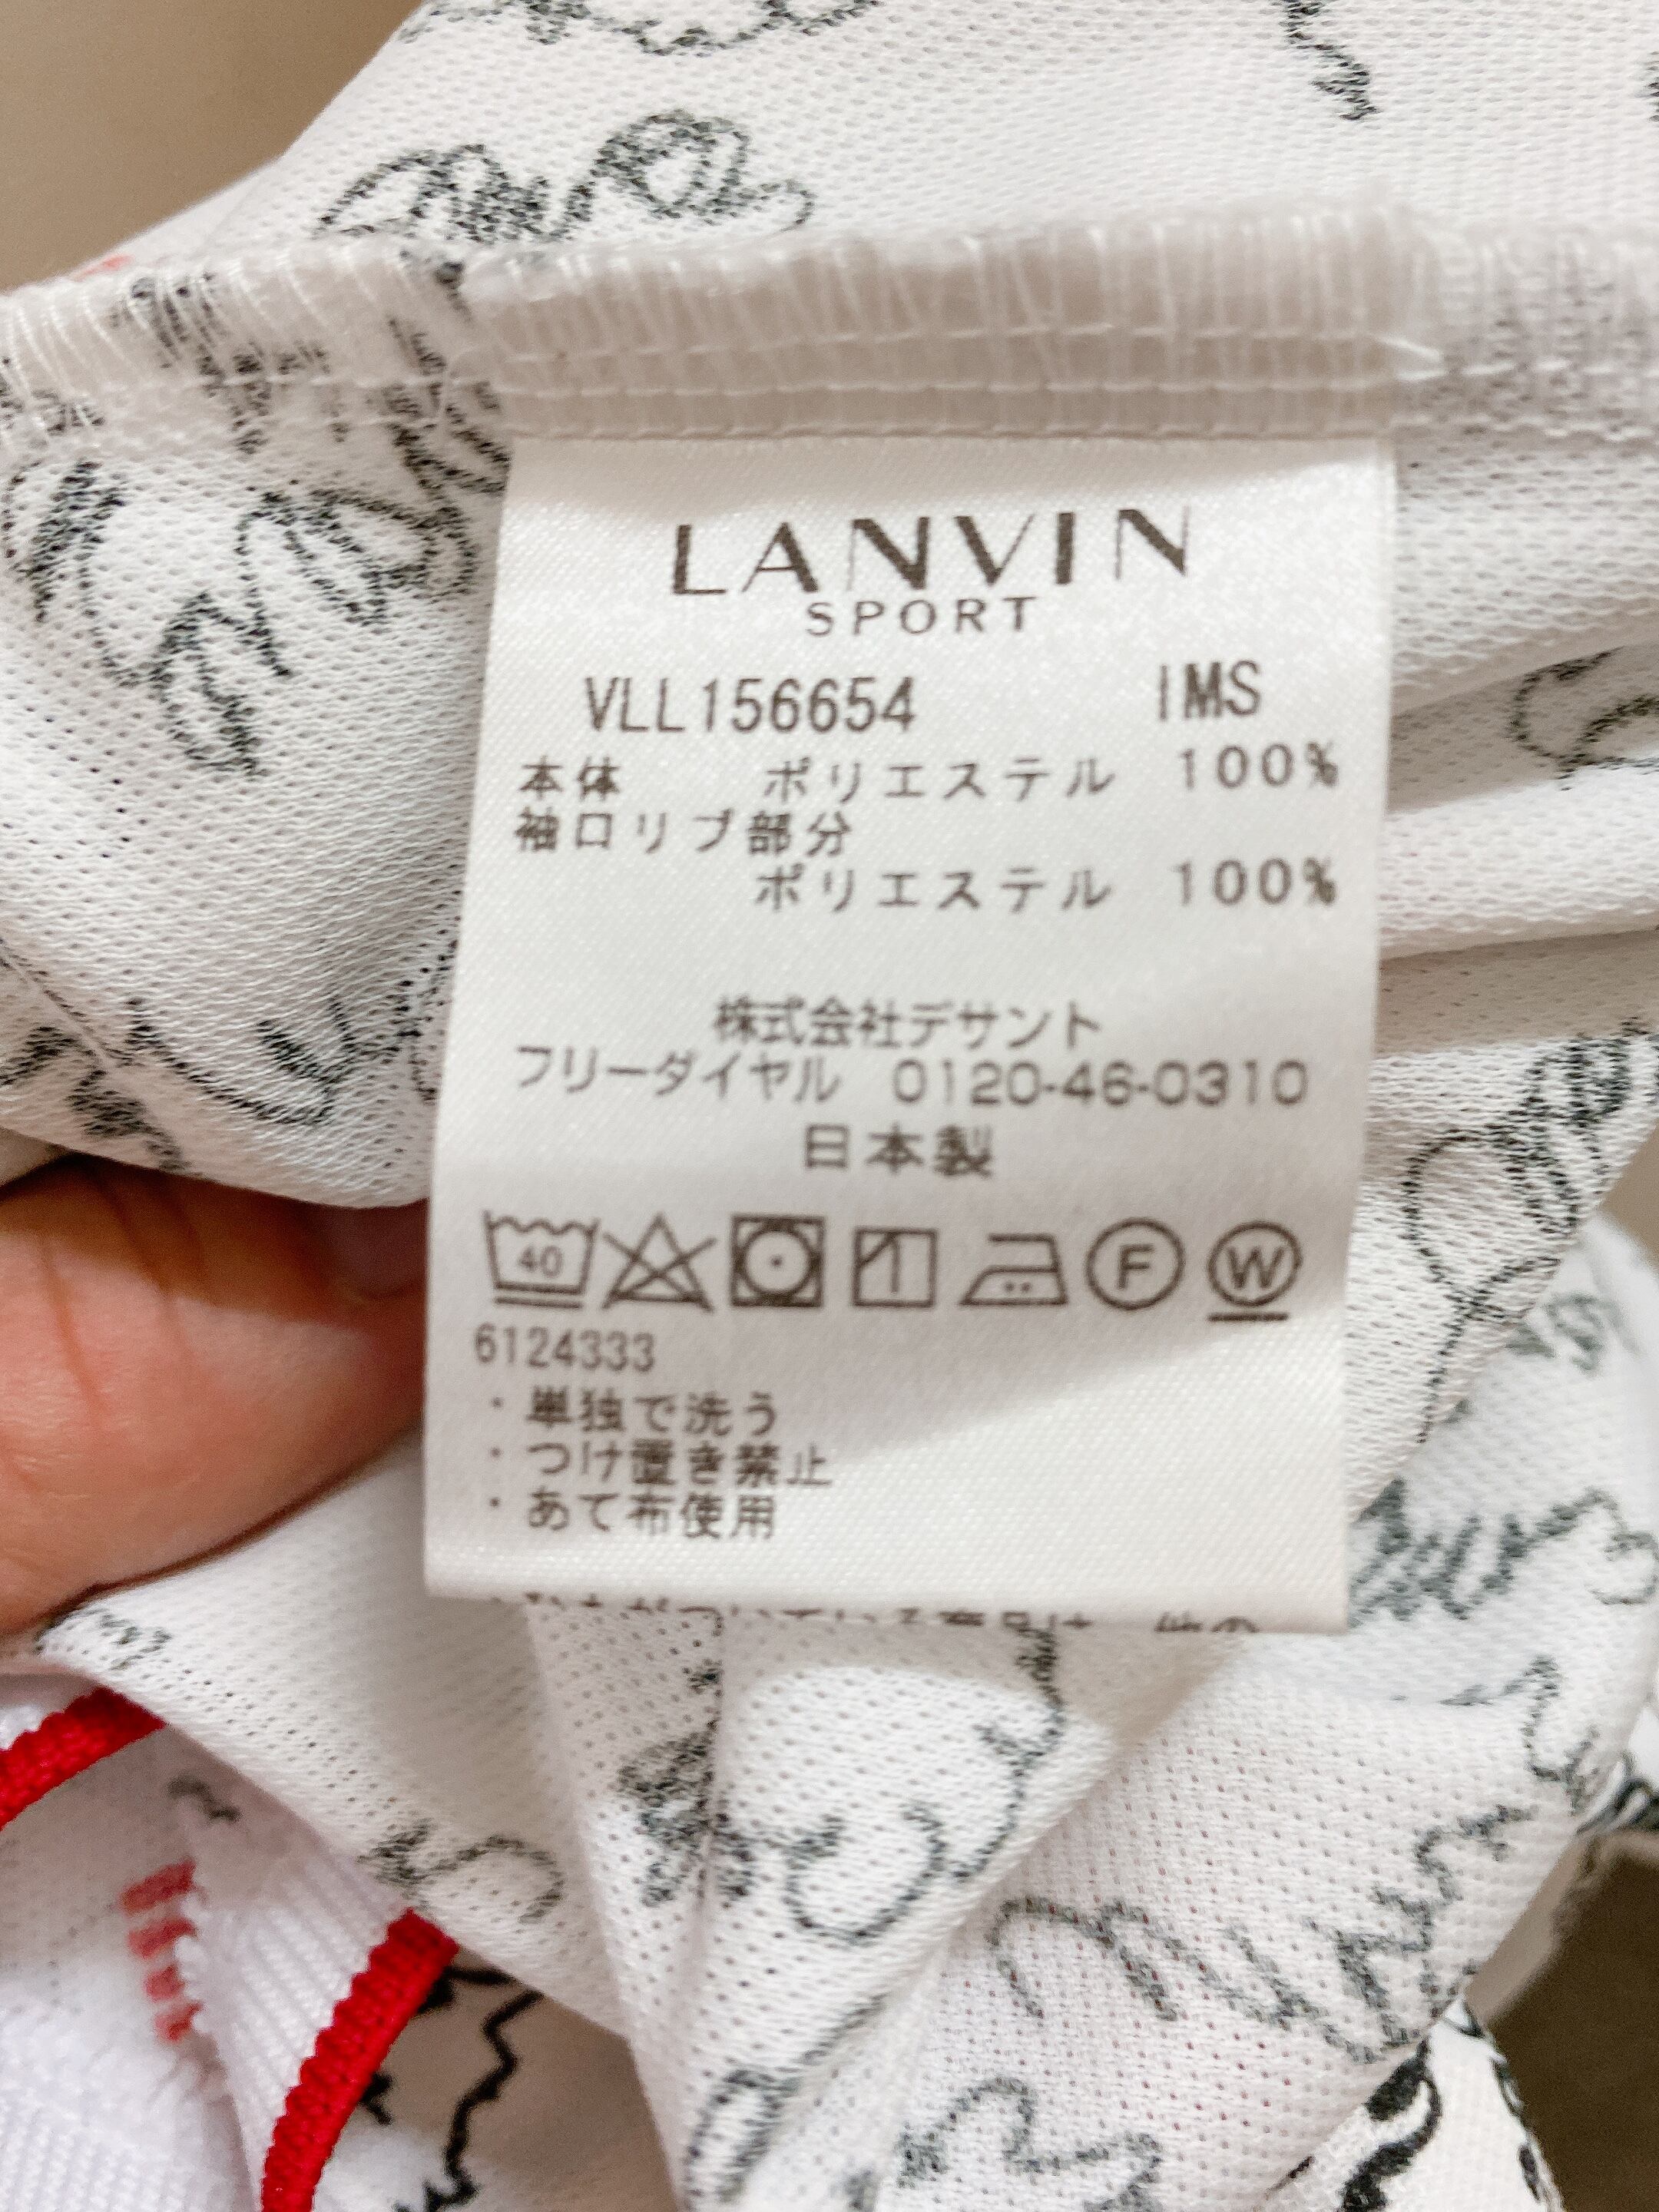 LANVIN
SPORT
VLL156654 IMS
本体 ポリエステル 100%
袖口リブ部分
ポリエステル 100%
株式会社デサント
フリーダイヤル 0120-46-0310
日本製
40 F W
6124333
・単独で洗う
・つけ置き禁止
・あて布使用